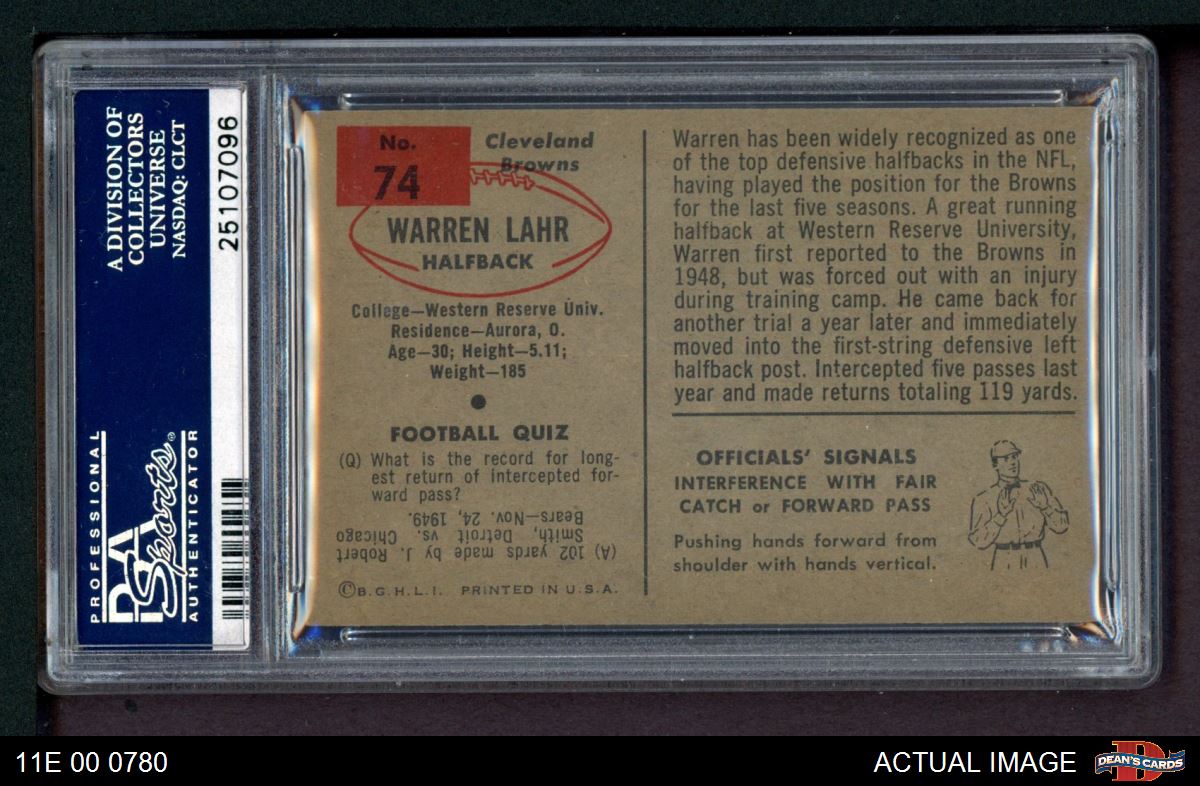 A DIVISION OF
COLLECTORS
UNIVERSE
NASDAQ: CLCT
25107096
PROFESSIONAL
PSA
Sports®
AUTHENTICATOR
No.
74
Cleveland
Browns
WARREN LAHR
HALFBACK
College—Western Reserve Univ.
Residence—Aurora, O.
Age—30; Height—5.11;
Weight—185
FOOTBALL QUIZ
(Q) What is the record for long-
est return of intercepted for-
ward pass?
(A) 102 yards made by J. Robert
Smith, Detroit vs. Chicago
Bears—Nov. 24, 1949.
©B.G.H.L.I. PRINTED IN U.S.A.
Warren has been widely recognized as one
of the top defensive halfbacks in the NFL,
having played the position for the Browns
for the last five seasons. A great running
halfback at Western Reserve University,
Warren first reported to the Browns in
1948, but was forced out with an injury
during training camp. He came back for
another trial a year later and immediately
moved into the first-string defensive left
halfback post. Intercepted five passes last
year and made returns totaling 119 yards.
OFFICIALS' SIGNALS
INTERFERENCE WITH FAIR
CATCH or FORWARD PASS
Pushing hands forward from
shoulder with hands vertical.
11E 00 0780
ACTUAL IMAGE
D
DEAN'S CARDS